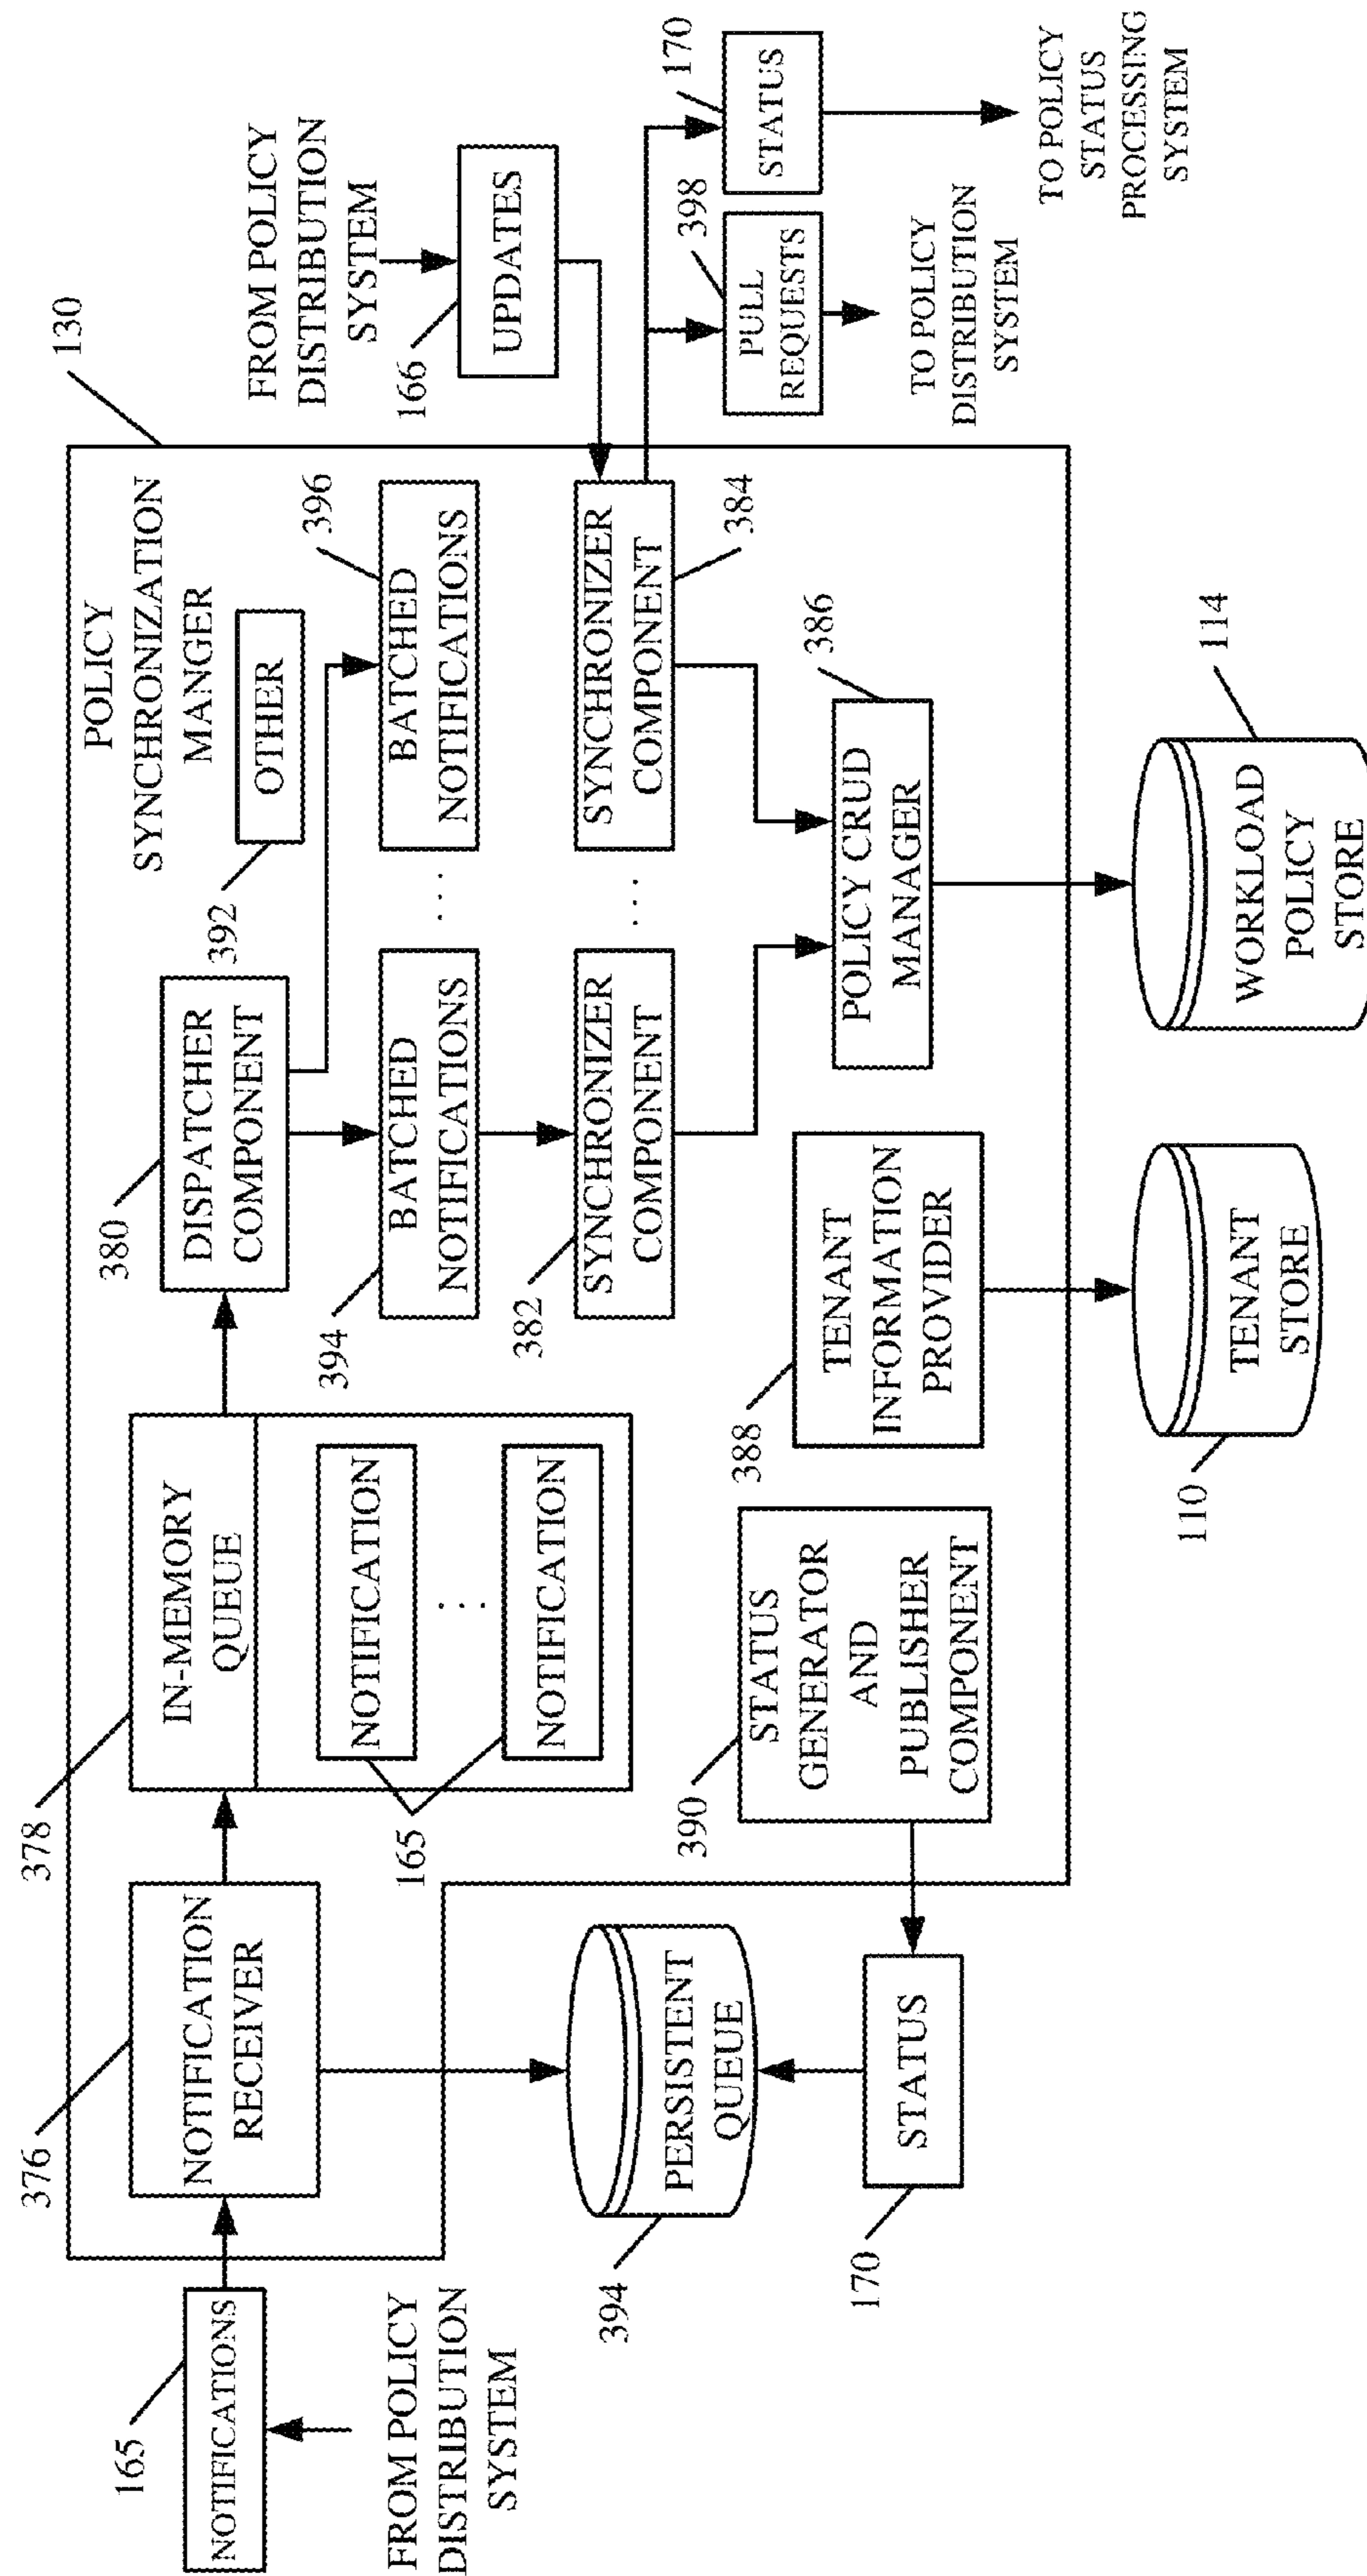 130
POLICY
SYNCHRONIZATION
MANGER
165
NOTIFICATIONS
FROM POLICY
DISTRIBUTION
SYSTEM
376
NOTIFICATION
RECEIVER
378
IN-MEMORY
QUEUE
NOTIFICATION
...
NOTIFICATION
165
380
DISPATCHER
COMPONENT
392
OTHER
394
BATCHED
NOTIFICATIONS
...
BATCHED
NOTIFICATIONS
396
FROM POLICY
DISTRIBUTION
SYSTEM
166
UPDATES
382
SYNCHRONIZER
COMPONENT
...
SYNCHRONIZER
COMPONENT
384
398
PULL
REQUESTS
170
STATUS
TO POLICY
DISTRIBUTION
SYSTEM
TO POLICY
STATUS
PROCESSING
SYSTEM
394
PERSISTENT
QUEUE
170
STATUS
390
STATUS
GENERATOR
AND
PUBLISHER
COMPONENT
388
TENANT
INFORMATION
PROVIDER
POLICY CRUD
MANAGER
386
110
TENANT
STORE
WORKLOAD
POLICY
STORE
114